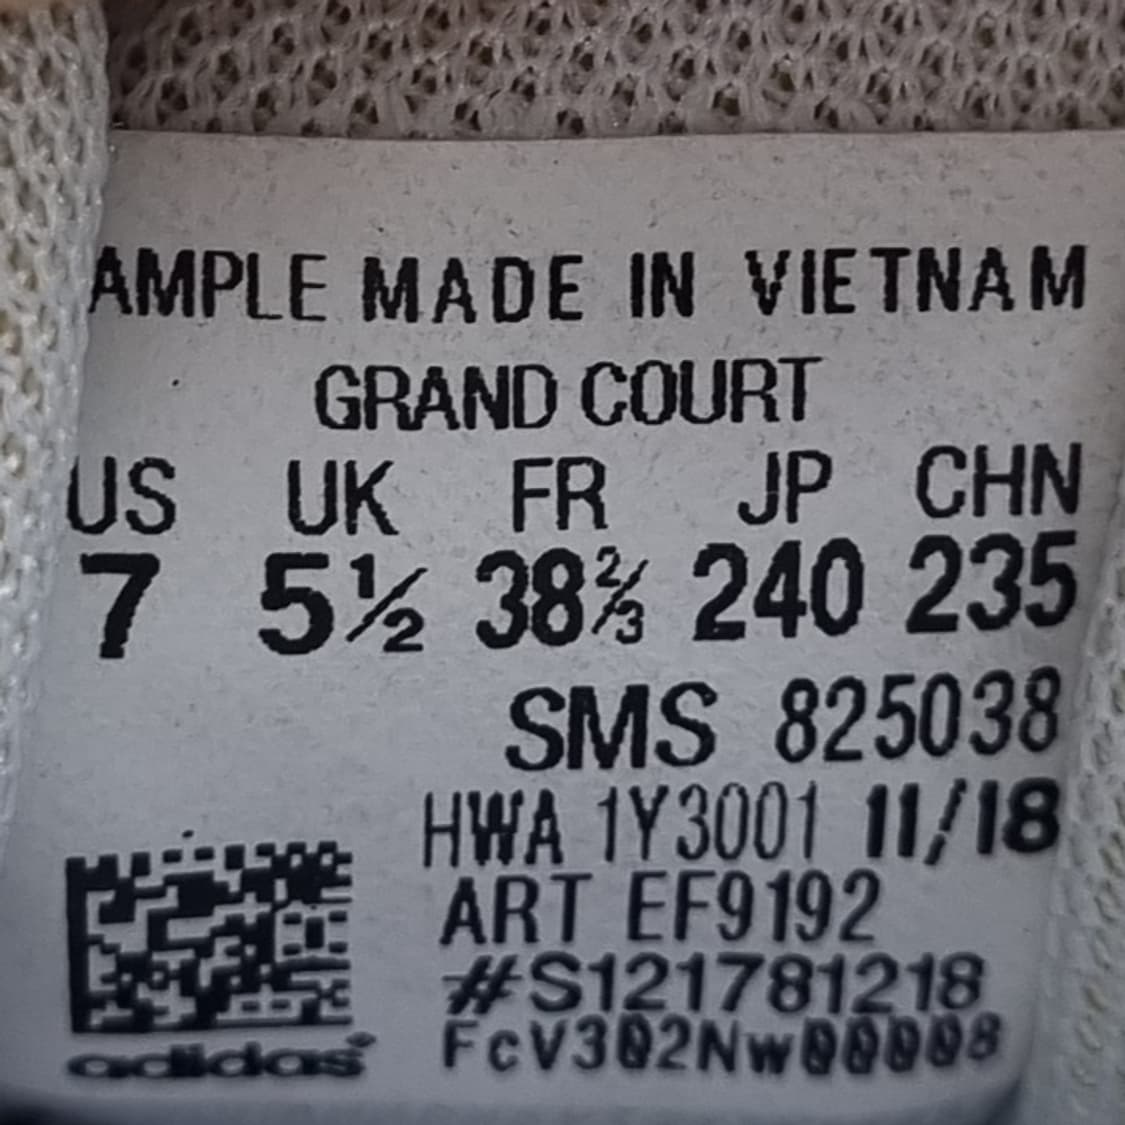 AMPLE MADE IN VIETNAM
GRAND COURT
US UK FR JP CHN
7 5½ 38⅔ 240 235
SMS 825038
HWA 1Y3001 11/18
ART EF9192
#S121781218
FcV302Nw00008
adidas